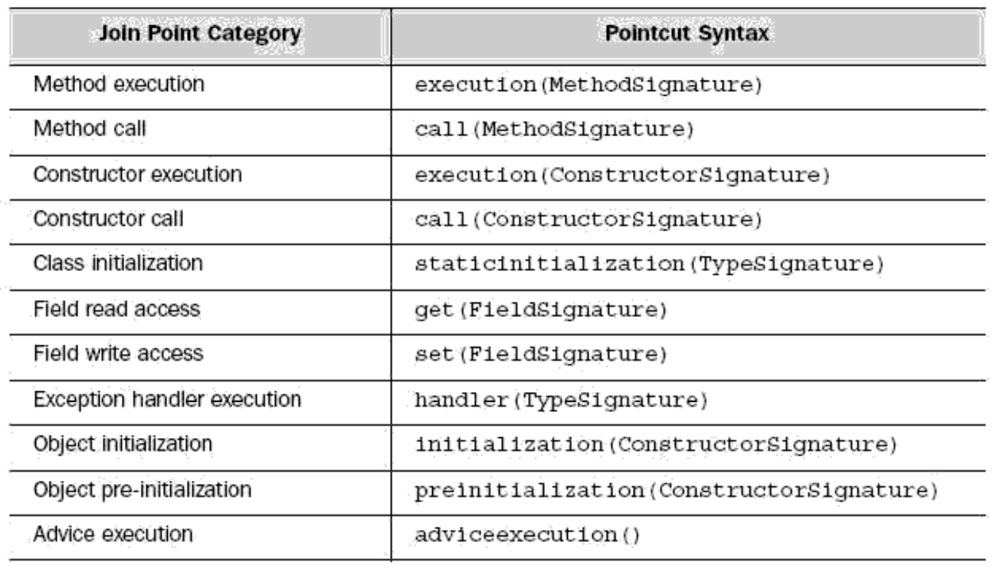 Join Point Category Pointcut Syntax
Method execution execution(MethodSignature)
Method call call(MethodSignature)
Constructor execution execution(ConstructorSignature)
Constructor call call(ConstructorSignature)
Class initialization staticinitialization(TypeSignature)
Field read access get(FieldSignature)
Field write access set(FieldSignature)
Exception handler execution handler(TypeSignature)
Object initialization initialization(ConstructorSignature)
Object pre-initialization preinitialization(ConstructorSignature)
Advice execution adviceexecution()